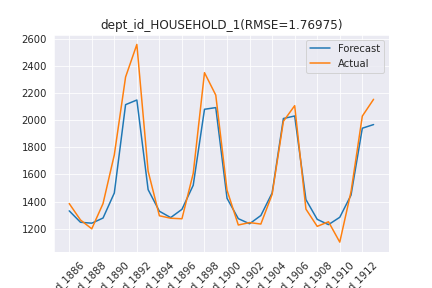 dept_id_HOUSEHOLD_1(RMSE=1.76975)
Forecast
Actual
2600
2400
2200
2000
1800
1600
1400
1200
d_1886
d_1888
d_1890
d_1892
d_1894
d_1896
d_1898
d_1900
d_1902
d_1904
d_1906
d_1908
d_1910
d_1912